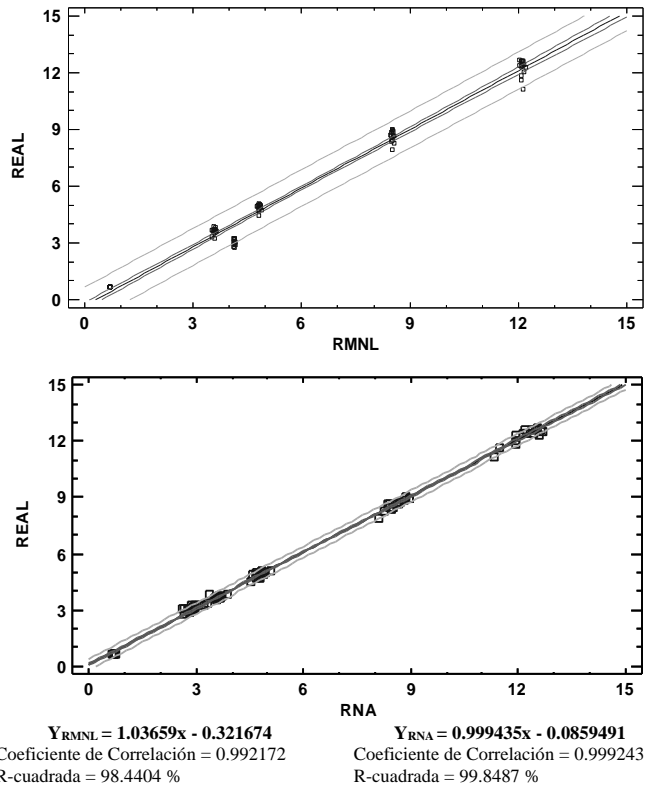 15
12
9
6
3
0
REAL
0 3 6 9 12 15
RMNL
15
12
9
6
3
0
REAL
0 3 6 9 12 15
RNA
YRMNL = 1.03659x - 0.321674
Coeficiente de Correlación = 0.992172
R-cuadrada = 98.4404 %
YRNA = 0.999435x - 0.0859491
Coeficiente de Correlación = 0.999243
R-cuadrada = 99.8487 %